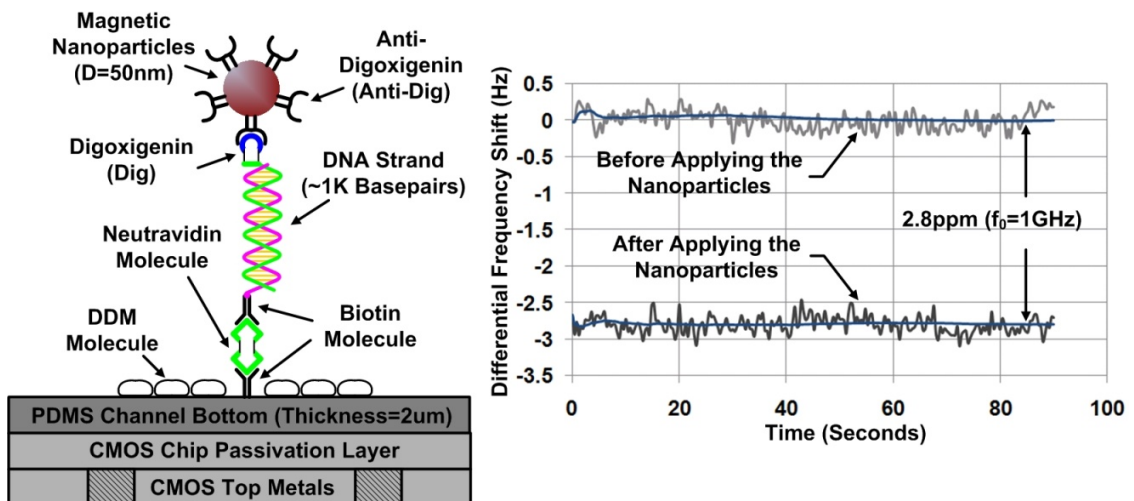 Magnetic
Nanoparticles
(D=50nm)
Anti-
Digoxigenin
(Anti-Dig)
Digoxigenin
(Dig)
DNA Strand
(~1K Basepairs)
Neutravidin
Molecule
DDM
Molecule
Biotin
Molecule
PDMS Channel Bottom (Thickness=2um)
CMOS Chip Passivation Layer
CMOS Top Metals
Differential Frequency Shift (Hz)
0.5
0
-0.5
-1
-1.5
-2
-2.5
-3
-3.5
Before Applying the
Nanoparticles
2.8ppm (f₀=1GHz)
After Applying the
Nanoparticles
0
20
40
60
80
100
Time (Seconds)